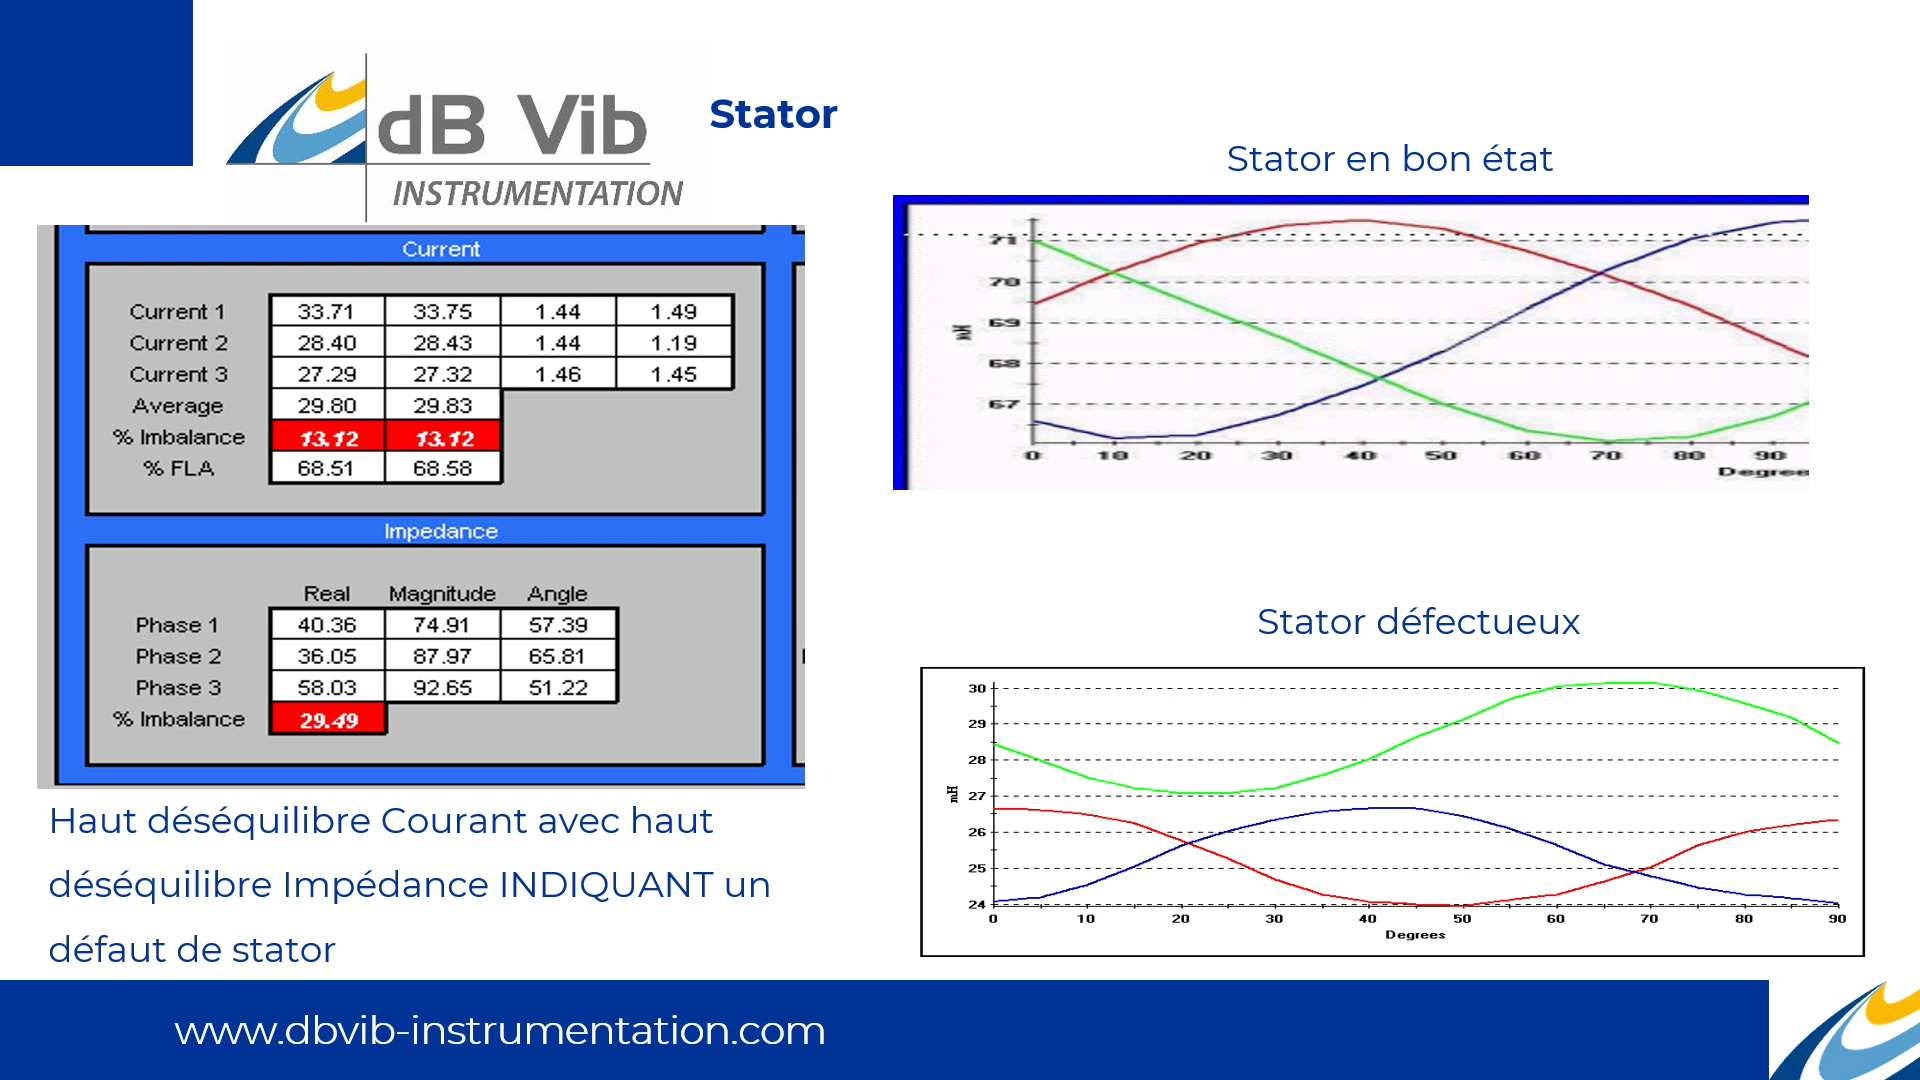 dB Vib
INSTRUMENTATION
Stator
Current
Current 1 33.71 33.75 1.44 1.49
Current 2 28.40 28.43 1.44 1.19
Current 3 27.29 27.32 1.46 1.45
Average 29.80 29.83
% Imbalance 13.12 13.12
% FLA 68.51 68.58
Impedance
Real Magnitude Angle
Phase 1 40.36 74.91 57.39
Phase 2 36.05 87.97 65.81
Phase 3 58.03 92.65 51.22
% Imbalance 29.49
Haut déséquilibre Courant avec haut
déséquilibre Impédance INDIQUANT un
défaut de stator
Stator en bon état
71
70
69
mH
68
67
0 10 20 30 40 50 60 70 80 90
Degree
Stator défectueux
30
29
28
mH
27
26
25
24
0 10 20 30 40 50 60 70 80 90
Degrees
www.dbvib-instrumentation.com